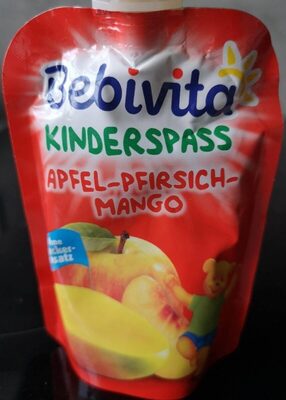 Bebivita
KINDERSPASS
APFEL-PFIRSICH-
MANGO